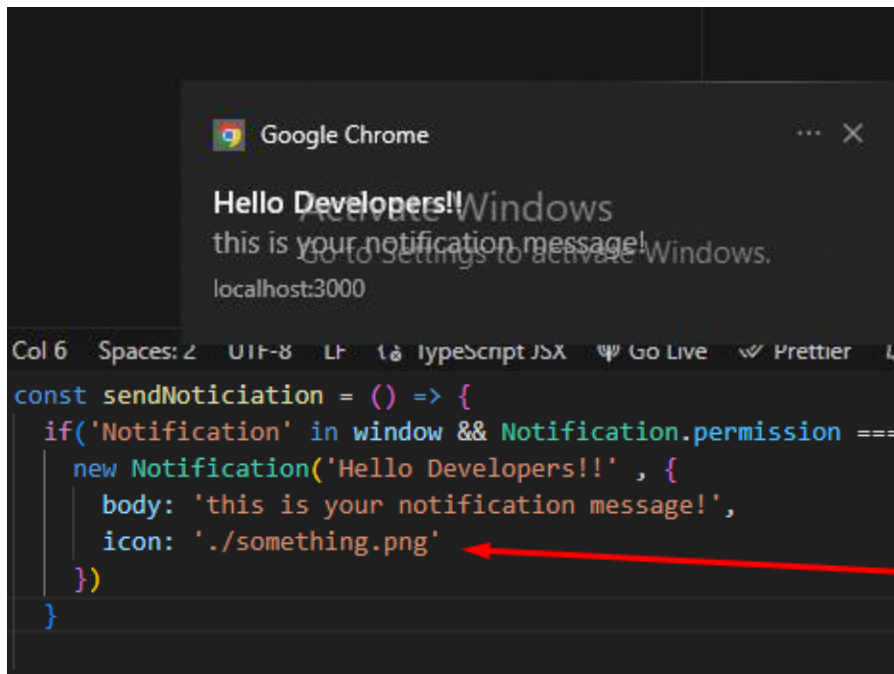 Google Chrome
Hello Developers!!
Activate Windows
this is your notification message!
Go to Settings to activate Windows.
localhost:3000
Col 6 Spaces: 2 UTF-8 LF TypeScript JSX Go Live Prettier
const sendNoticiation = () => {
if('Notification' in window && Notification.permission ===
new Notification('Hello Developers!!' , {
body: 'this is your notification message!',
icon: './something.png'
})
}